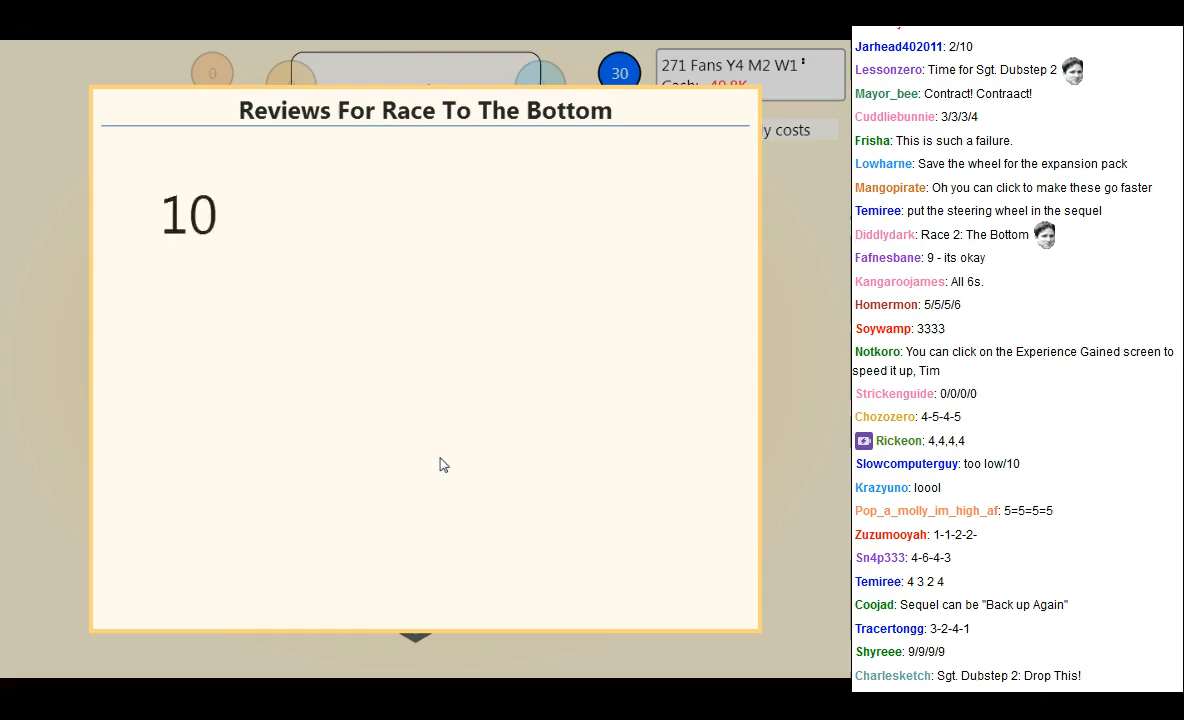 0
30
271 Fans Y4 M2 W1
Cash: -49.8K
Reviews For Race To The Bottom
y costs
10
Jarhead402011: 2/10
Lessonzero: Time for Sgt. Dubstep 2
Mayor_bee: Contract! Contraact!
Cuddliebunnie: 3/3/3/4
Frisha: This is such a failure.
Lowharne: Save the wheel for the expansion pack
Mangopirate: Oh you can click to make these go faster
Temiree: put the steering wheel in the sequel
Diddlydark: Race 2: The Bottom
Fafnesbane: 9 - its okay
Kangaroojames: All 6s.
Homermon: 5/5/5/6
Soywamp: 3333
Notkoro: You can click on the Experience Gained screen to
speed it up, Tim
Strickenguide: 0/0/0/0
Chozozero: 4-5-4-5
Rickeon: 4,4,4,4
Slowcomputerguy: too low/10
Krazyuno: loool
Pop_a_molly_im_high_af: 5=5=5=5
Zuzumooyah: 1-1-2-2-
Sn4p333: 4-6-4-3
Temiree: 4 3 2 4
Coojad: Sequel can be "Back up Again"
Tracertongg: 3-2-4-1
Shyreee: 9/9/9/9
Charlesketch: Sgt. Dubstep 2: Drop This!